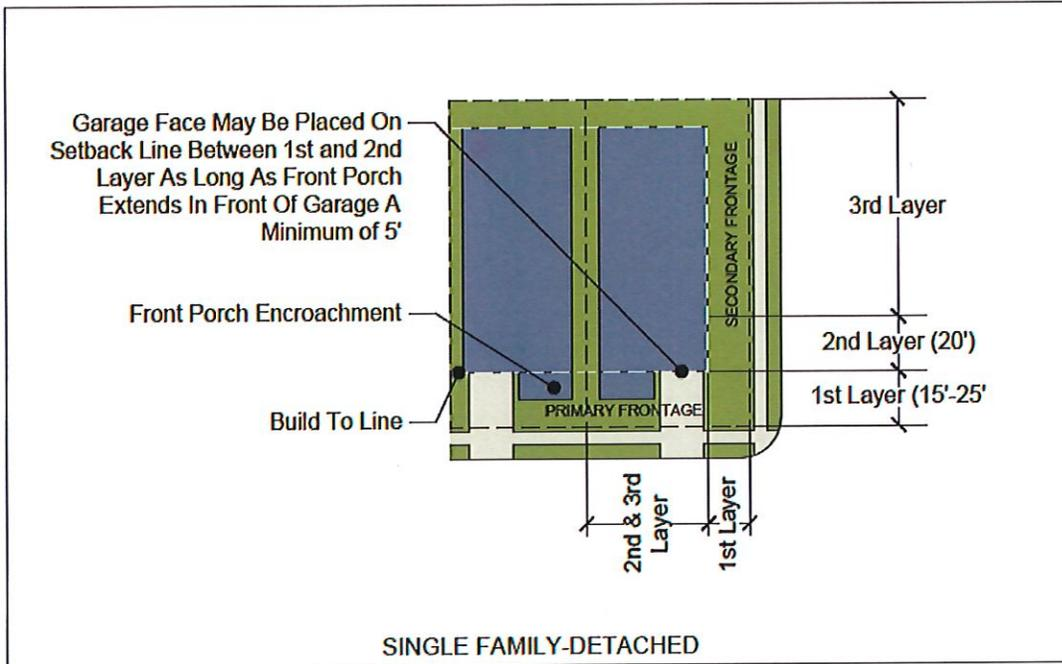 Garage Face May Be Placed On
Setback Line Between 1st and 2nd
Layer As Long As Front Porch
Extends In Front Of Garage A
Minimum of 5'
Front Porch Encroachment
Build To Line
SECONDARY FRONTAGE
3rd Layer
2nd Layer (20')
1st Layer (15'-25'
PRIMARY FRONTAGE
2nd & 3rd
Layer
1st Layer
SINGLE FAMILY-DETACHED